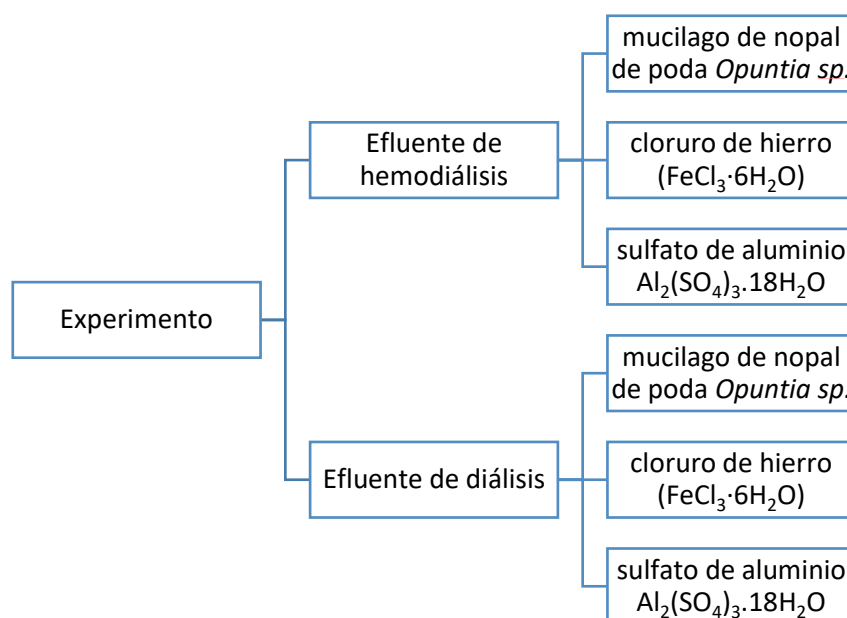 Experimento
Efluente de
hemodiálisis
mucilago de nopal
de poda Opuntia sp.
cloruro de hierro
(FeCl₃·6H₂O)
sulfato de aluminio
Al₂(SO₄)₃.18H₂O
Efluente de diálisis
mucilago de nopal
de poda Opuntia sp.
cloruro de hierro
(FeCl₃·6H₂O)
sulfato de aluminio
Al₂(SO₄)₃.18H₂O